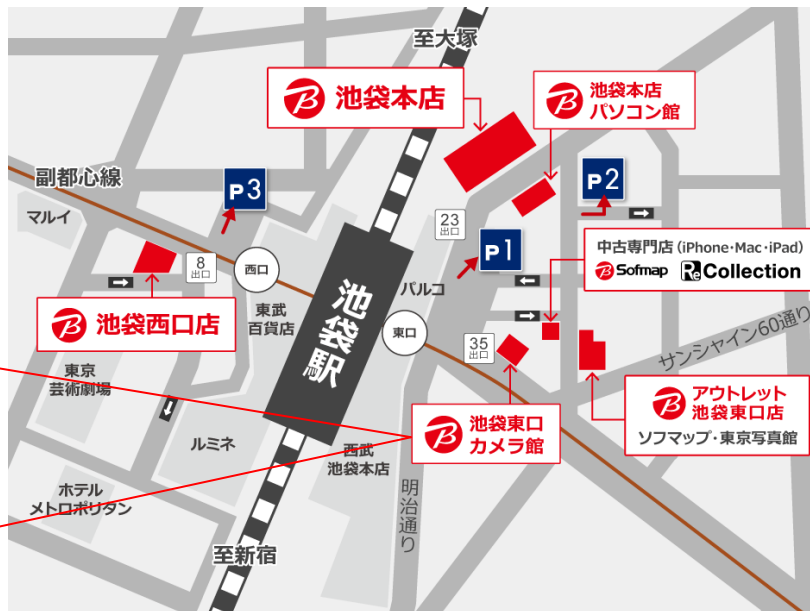 至大塚
B 池袋本店
B 池袋本店
パソコン館
副都心線
P3
P2
マルイ
23
出口
P1
中古専門店(iPhone・Mac・iPad)
B Sofmap Re Collection
8
出口
西口
パルコ
東武
百貨店
B 池袋西口店
池袋駅
東口
35
出口
サンシャイン60通り
東京
芸術劇場
B 池袋東口
カメラ館
B アウトレット
池袋東口店
ソフマップ・東京写真館
ルミネ
西武
池袋本店
明治通り
ホテル
メトロポリタン
至新宿